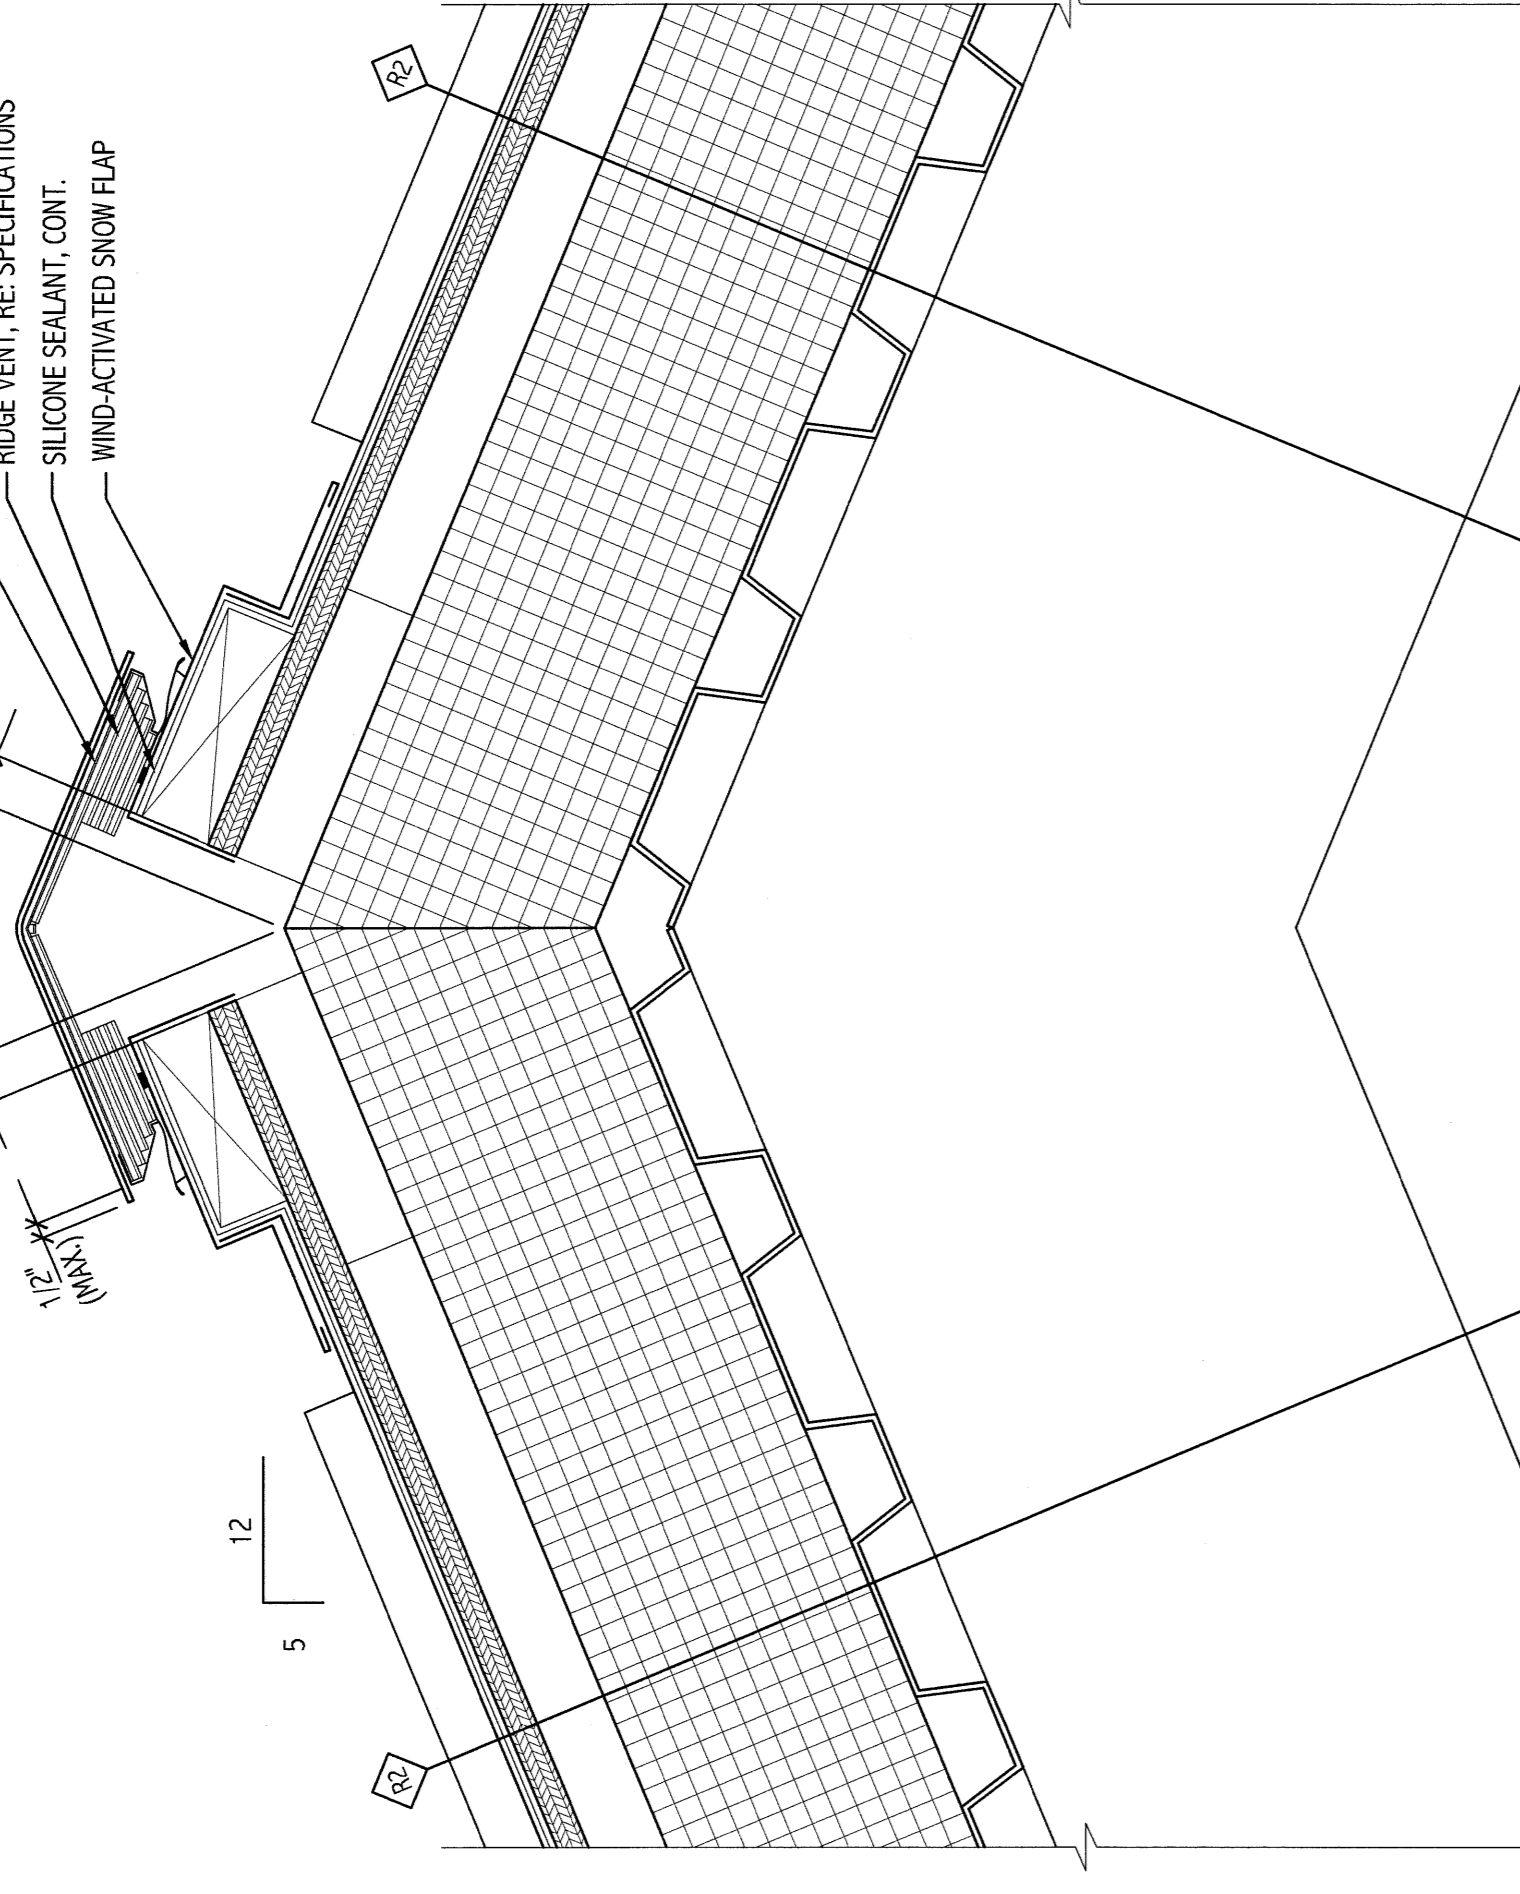 RIDGE VENT, RE: SPECIFICATIONS
SILICONE SEALANT, CONT.
WIND-ACTIVATED SNOW FLAP
1/2"
(MAX.)
12
5
R2
R2